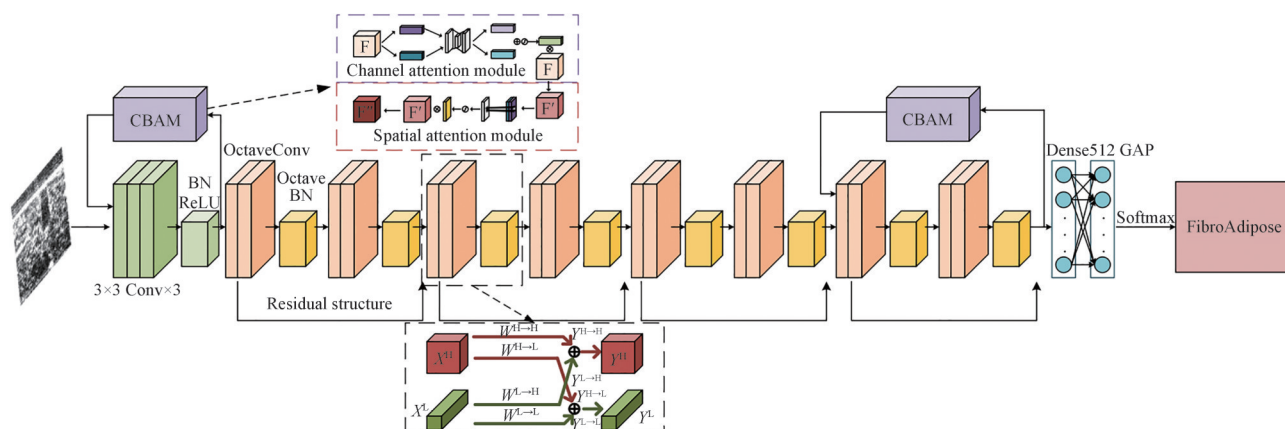 F
Channel attention module
F
F″
F′
F′
Spatial attention module
CBAM
CBAM
OctaveConv
BN
ReLU
Octave
BN
Dense512 GAP
Softmax
FibroAdipose
3×3 Conv×3
Residual structure
X^H
W^H→H
Y^H→H
Y^H
W^H→L
Y^L→H
X^L
W^L→H
Y^H→L
W^L→L
Y^L→L
Y^L